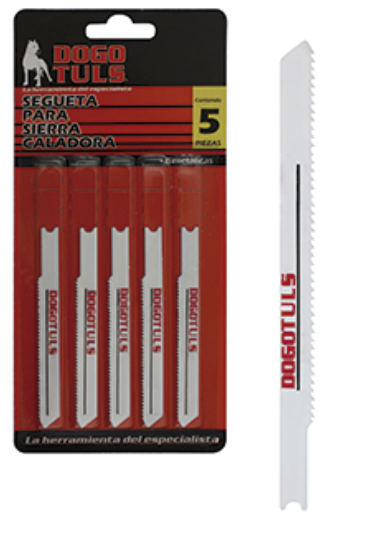 DOGO
TULS
La herramienta del especialista
SEGUETA
PARA
SIERRA
CALADORA
Contenido
5
PIEZAS
Bimetálicas
DOGOTULS
DOGOTULS
DOGOTULS
DOGOTULS
DOGOTULS
La herramienta del especialista
DOGOTULS